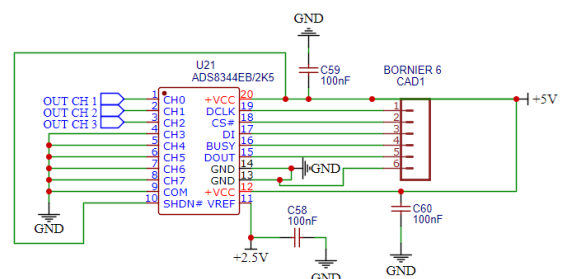 GND
U21
ADS8344EB/2K5
C59
100nF
BORNIER 6
CAD1
+5V
OUT CH 1
OUT CH 2
OUT CH 3
1 CH0 +VCC 20
2 CH1 DCLK 19
3 CH2 CS# 18
4 CH3 DI 17
5 CH4 BUSY 16
6 CH5 DOUT 15
7 CH6 GND 14
8 CH7 GND 13
9 COM +VCC 12
10 SHDN# VREF 11
1
2
3
4
5
6
GND
GND
C58
100nF
C60
100nF
+2.5V
GND
GND